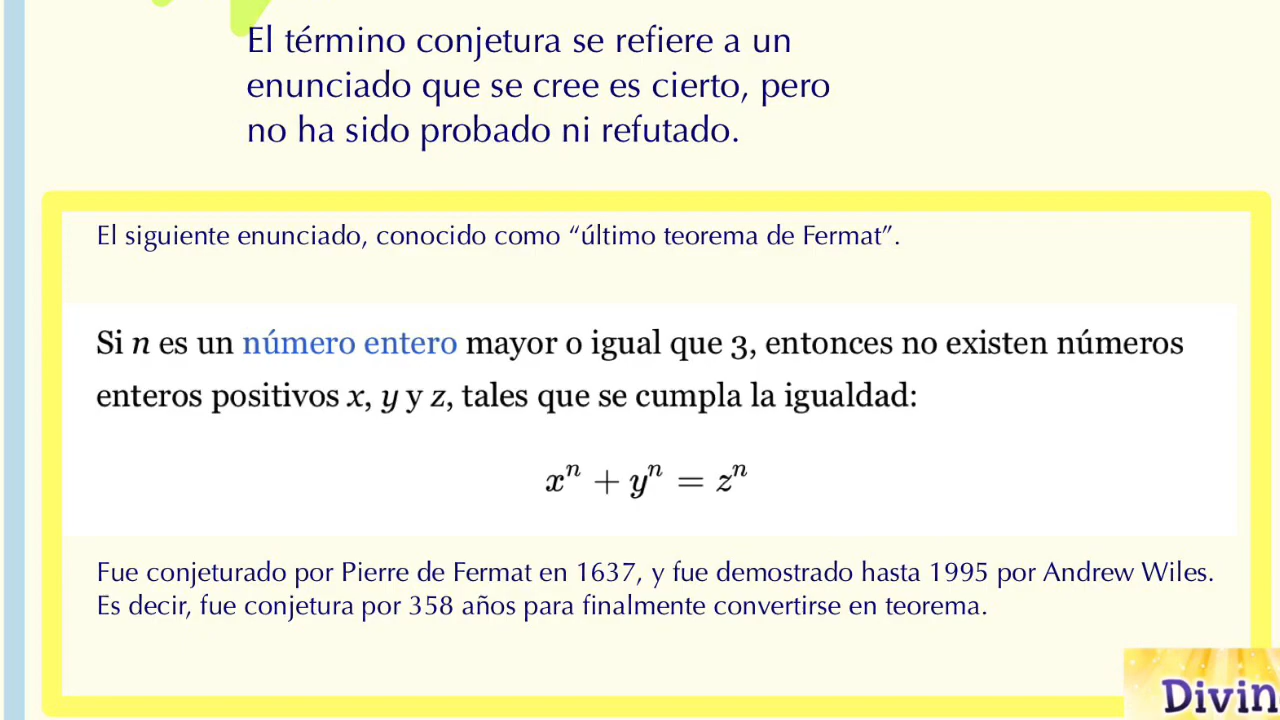 El término conjetura se refiere a un
enunciado que se cree es cierto, pero
no ha sido probado ni refutado.
El siguiente enunciado, conocido como “último teorema de Fermat”.
Si n es un número entero mayor o igual que 3, entonces no existen números
enteros positivos x, y y z, tales que se cumpla la igualdad:
xⁿ + yⁿ = zⁿ
Fue conjeturado por Pierre de Fermat en 1637, y fue demostrado hasta 1995 por Andrew Wiles.
Es decir, fue conjetura por 358 años para finalmente convertirse en teorema.
Divin